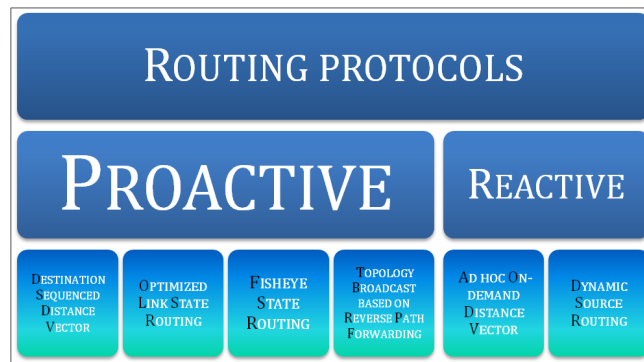 ROUTING PROTOCOLS
PROACTIVE
REACTIVE
DESTINATION
SEQUENCED
DISTANCE
VECTOR
OPTIMIZED
LINK STATE
ROUTING
FISHEYE
STATE
ROUTING
TOPOLOGY
BROADCAST
BASED ON
REVERSE PATH
FORWARDING
AD HOC ON-
DEMAND
DISTANCE
VECTOR
DYNAMIC
SOURCE
ROUTING